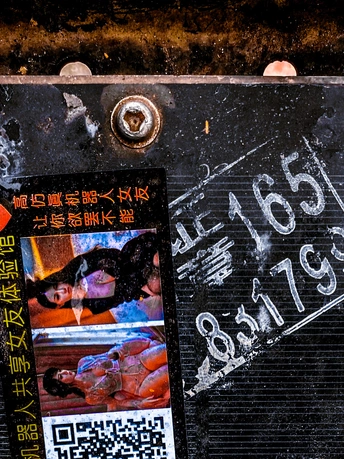 高仿真机器人女友
让你欲罢不能
机器人共享女友体验馆
165
8 1793